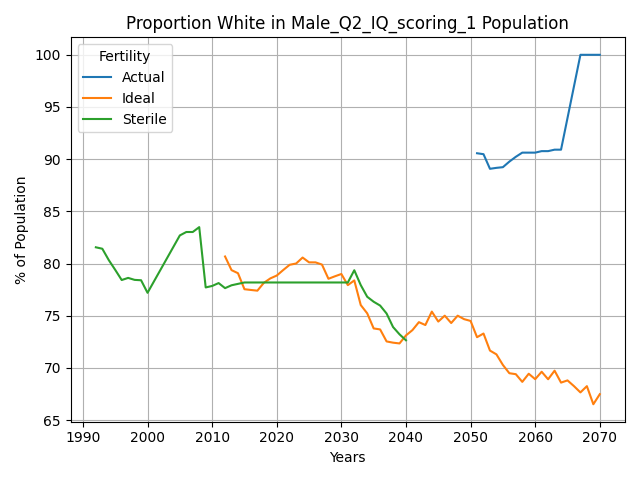 Proportion White in Male_Q2_IQ_scoring_1 Population
% of Population
100
95
90
85
80
75
70
65
Fertility
Actual
Ideal
Sterile
1990 2000 2010 2020 2030 2040 2050 2060 2070
Years